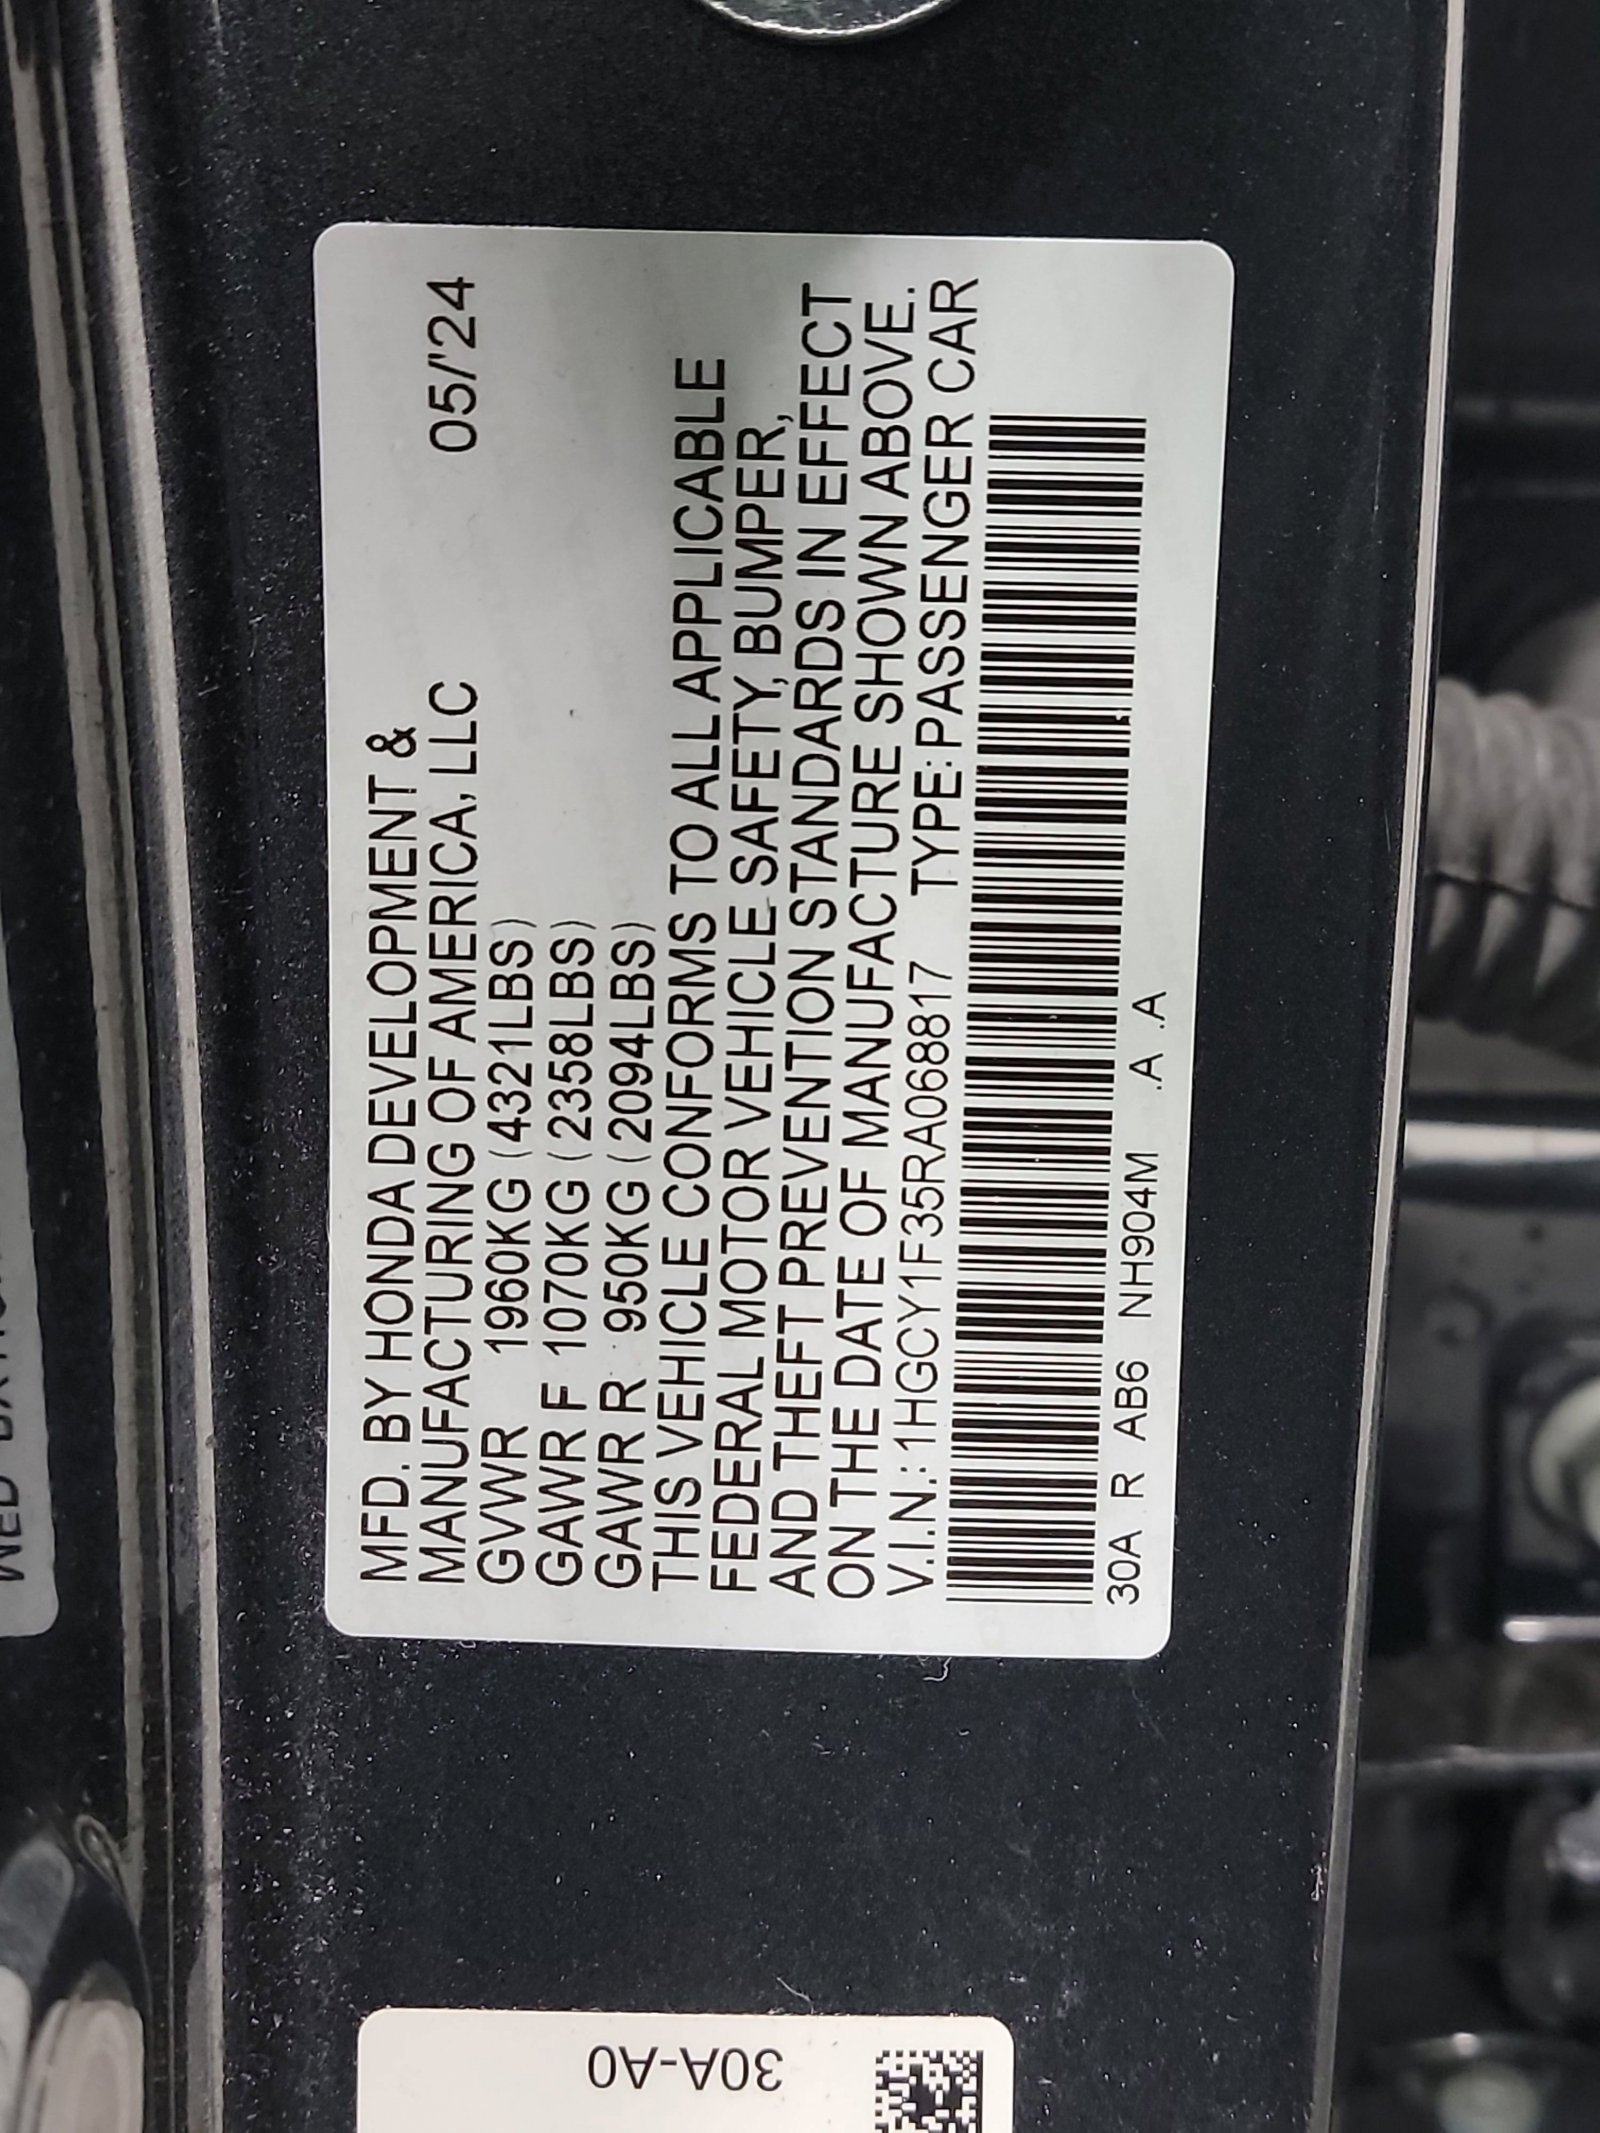 MFD. BY HONDA DEVELOPMENT &
MANUFACTURING OF AMERICA, LLC 05/'24
GVWR 1960KG (4321LBS)
GAWR F 1070KG (2358LBS)
GAWR R 950KG (2094LBS)
THIS VEHICLE CONFORMS TO ALL APPLICABLE
FEDERAL MOTOR VEHICLE SAFETY, BUMPER,
AND THEFT PREVENTION STANDARDS IN EFFECT
ON THE DATE OF MANUFACTURE SHOWN ABOVE.
V.I.N.: 1HGCY1F35RA068817 TYPE: PASSENGER CAR
30A R AB6 NH904M .A .A
30A-A0